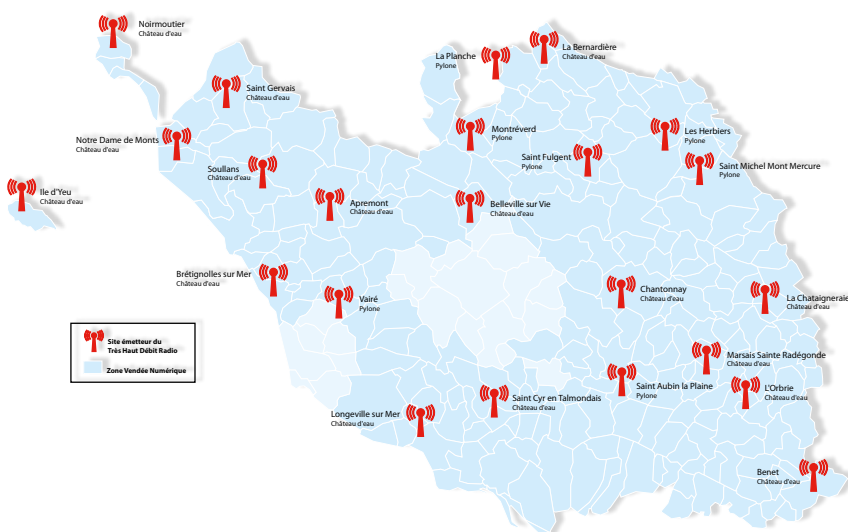 Noirmoutier
Château d'eau
La Bernardière
Château d'eau
La Planche
Pylone
Saint Gervais
Château d'eau
Montréverd
Pylone
Les Herbiers
Pylone
Notre Dame de Monts
Château d'eau
Saint Fulgent
Pylone
Saint Michel Mont Mercure
Pylone
Soullans
Château d'eau
Ile d'Yeu
Château d'eau
Apremont
Château d'eau
Belleville sur Vie
Château d'eau
Brétignolles sur Mer
Château d'eau
Vairé
Pylone
Chantonnay
Château d'eau
La Chataigneraie
Château d'eau
Site émetteur du
Très Haut Débit Radio
Zone Vendée Numérique
Marsais Sainte Radégonde
Château d'eau
Saint Aubin la Plaine
Pylone
L'Orbrie
Château d'eau
Saint Cyr en Talmondais
Château d'eau
Longeville sur Mer
Château d'eau
Benet
Château d'eau